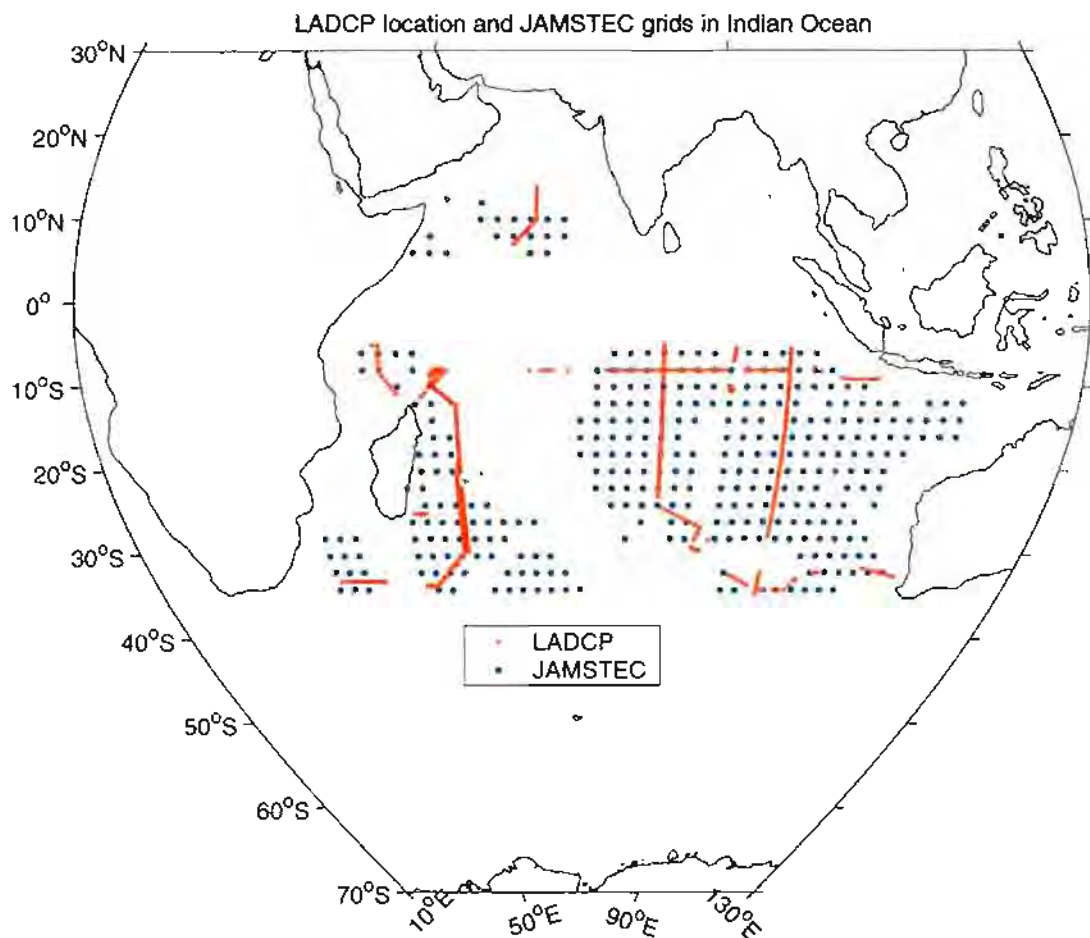 LADCP location and JAMSTEC grids in Indian Ocean
30°N
20°N
10°N
0°
10°S
20°S
30°S
40°S
50°S
60°S
70°S
LADCP
JAMSTEC
10°E
50°E
90°E
130°E